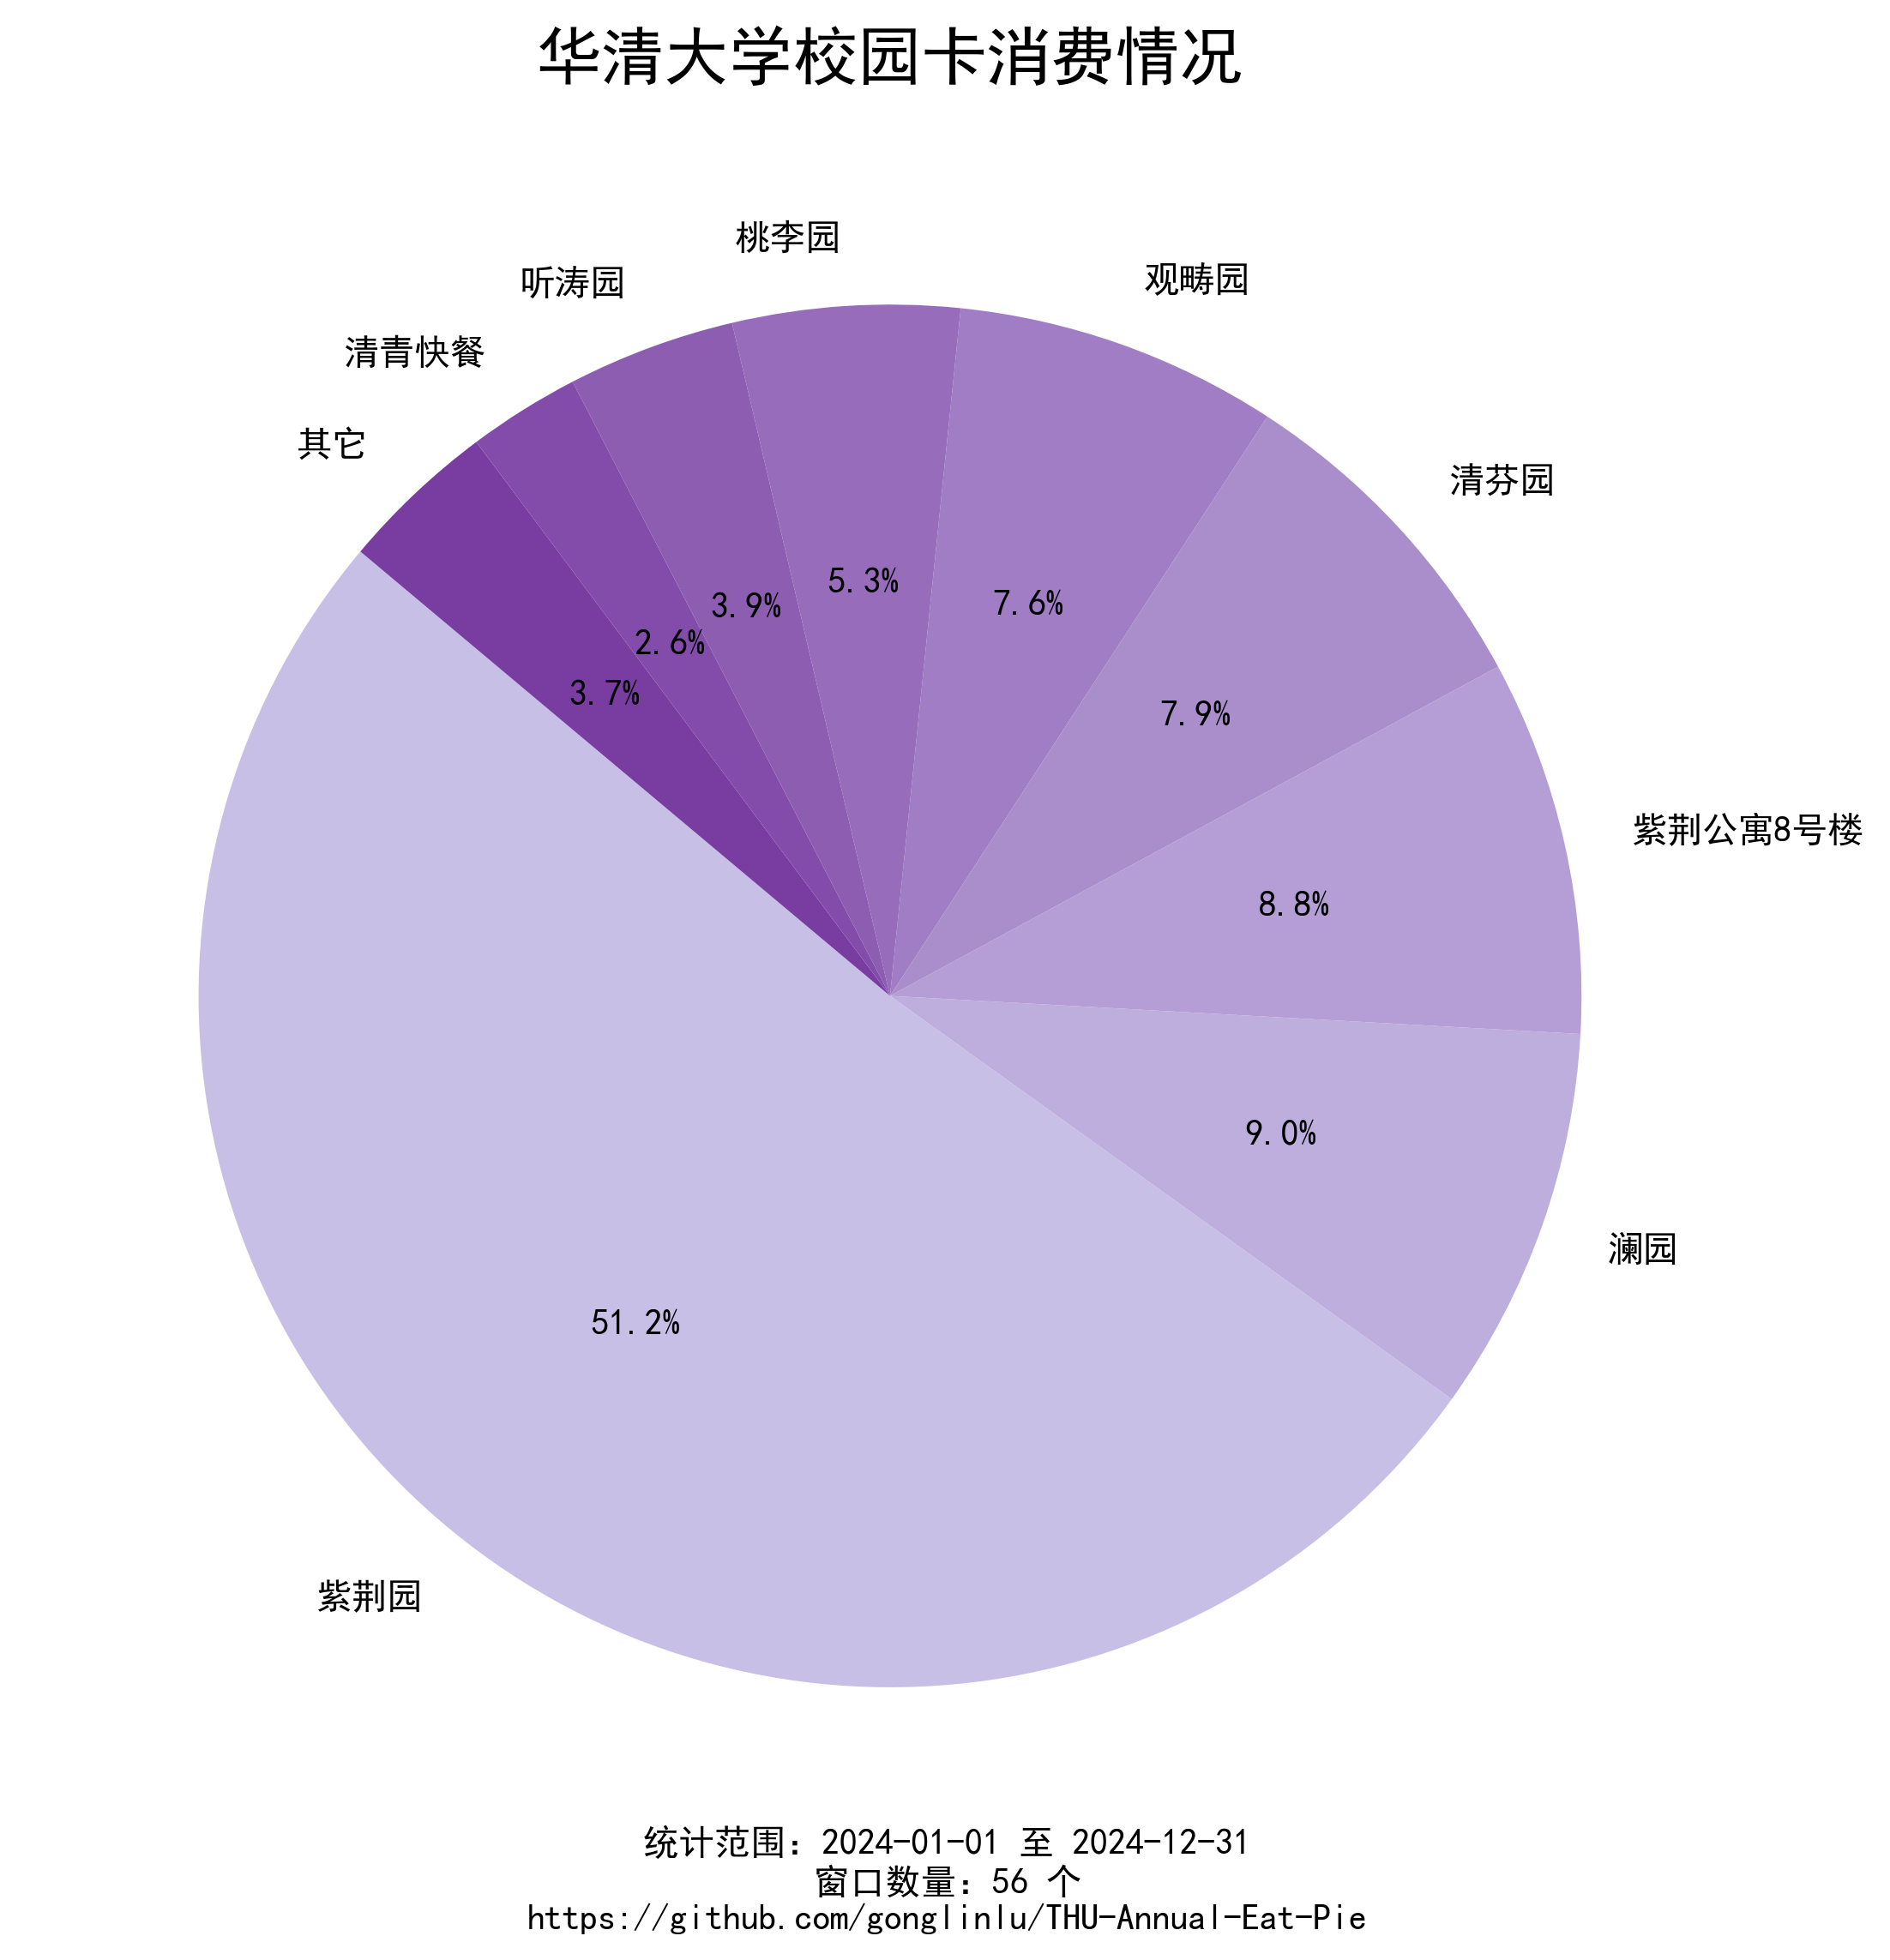 华清大学校园卡消费情况
桃李园
观畴园
听涛园
清青快餐
其它
清芬园
5.3%
7.6%
3.9%
2.6%
3.7%
7.9%
紫荆公寓8号楼
8.8%
9.0%
澜园
51.2%
紫荆园
统计范围: 2024-01-01 至 2024-12-31
窗口数量: 56 个
https://github.com/gonglinlu/THU-Annual-Eat-Pie